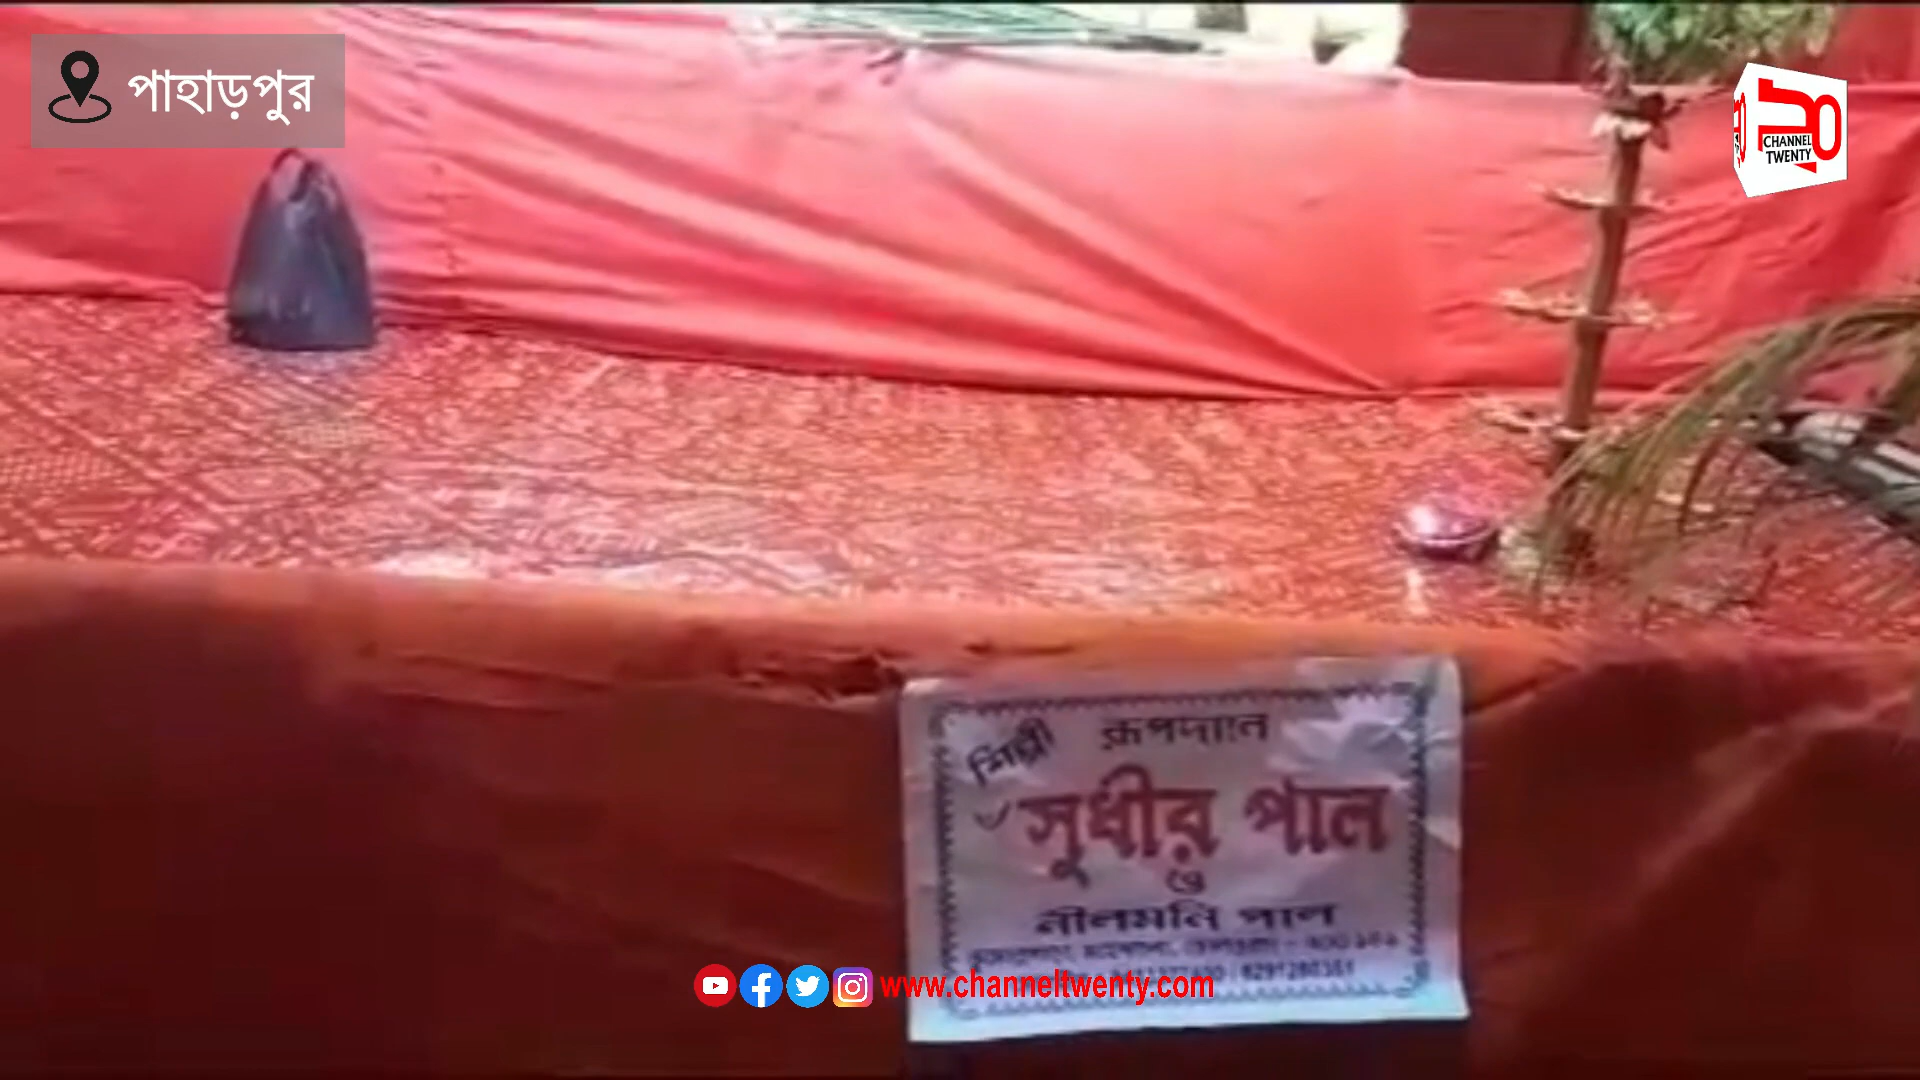 পাহাড়পুর
CHANNEL
TWENTY
শিল্পী রূপদানে
সুধীর পাল
ও
নীলমনি পাল
www.channeltwenty.com